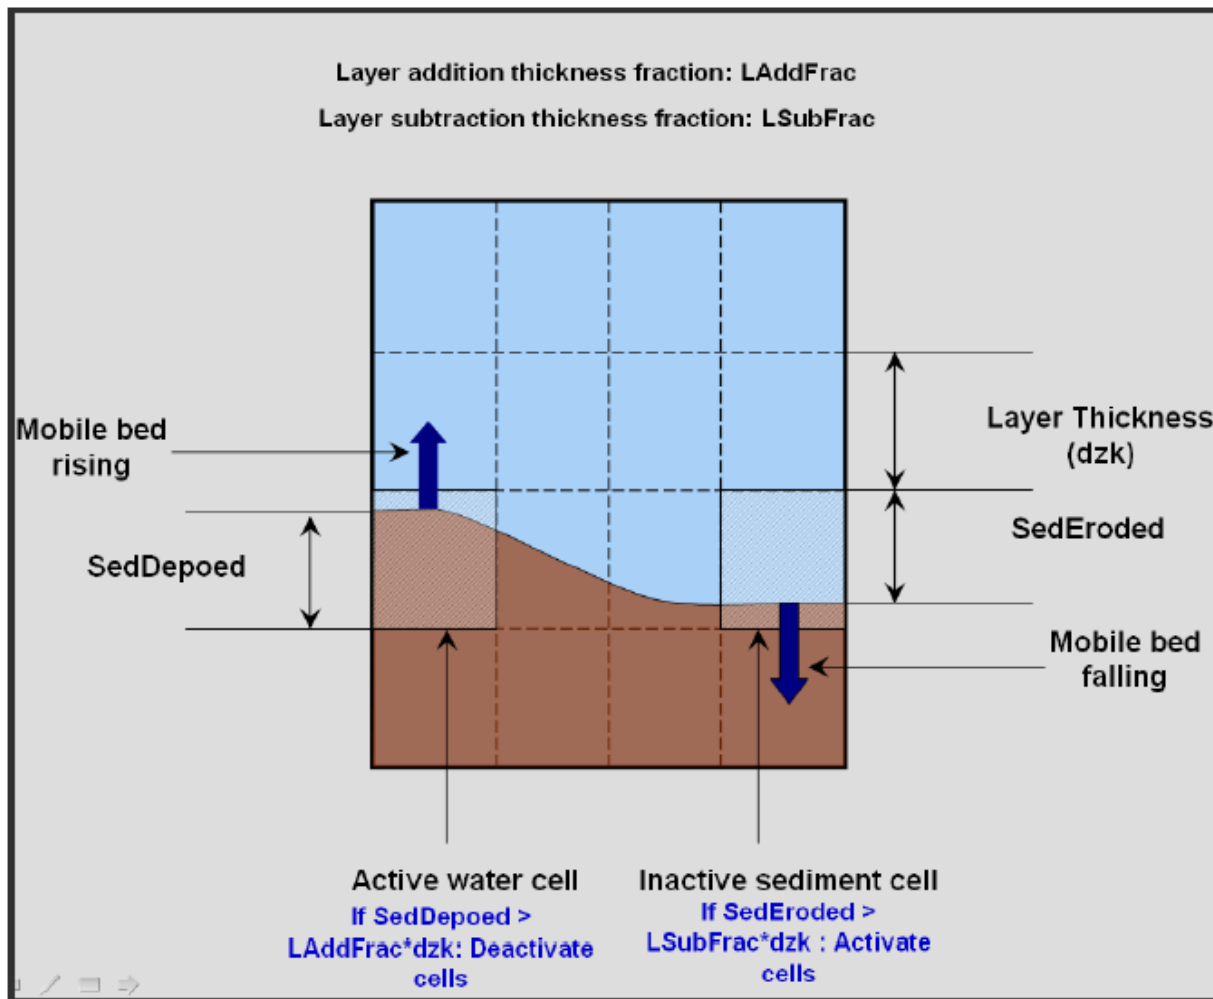 Layer addition thickness fraction: LAddFrac
Layer subtraction thickness fraction: LSubFrac
Mobile bed
rising
Layer Thickness
(dzk)
SedEroded
SedDepoed
Mobile bed
falling
Active water cell
If SedDepoed >
LAddFrac*dzk: Deactivate
cells
Inactive sediment cell
If SedEroded >
LSubFrac*dzk : Activate
cells